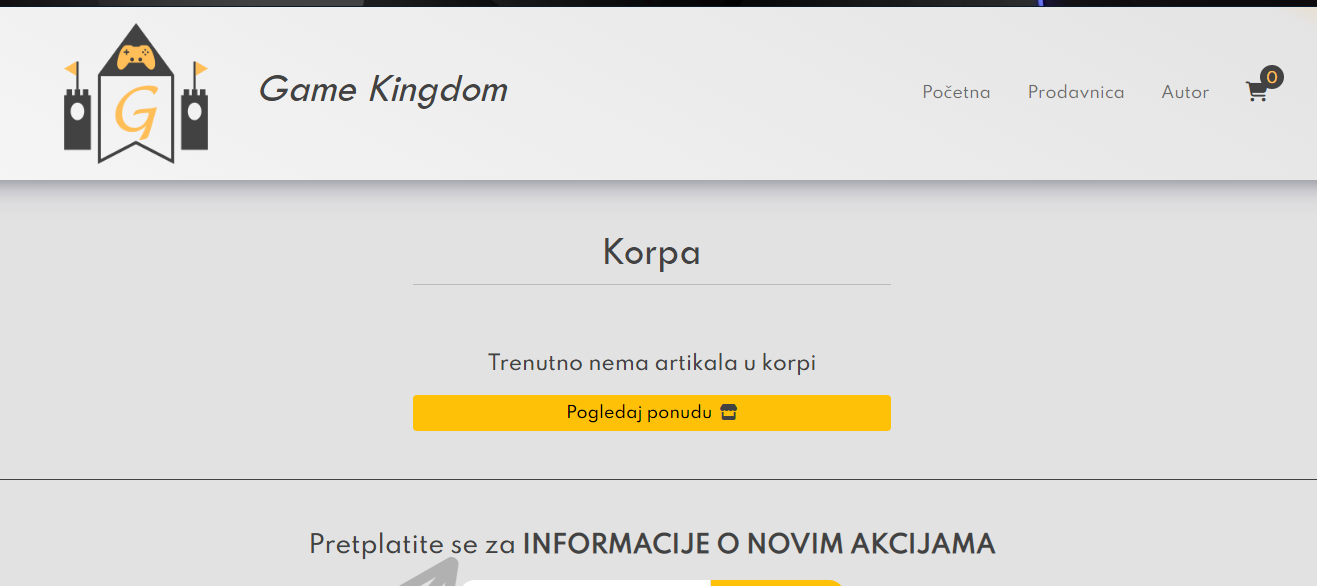 G
Game Kingdom
Početna
Prodavnica
Autor
0
Korpa
Trenutno nema artikala u korpi
Pogledaj ponudu
Pretplatite se za INFORMACIJE O NOVIM AKCIJAMA